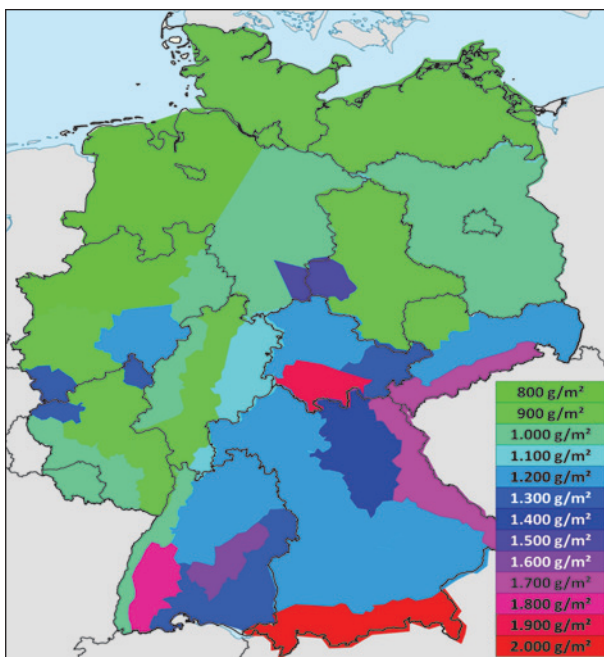 800 g/m²
900 g/m²
1.000 g/m²
1.100 g/m²
1.200 g/m²
1.300 g/m²
1.400 g/m²
1.500 g/m²
1.600 g/m²
1.700 g/m²
1.800 g/m²
1.900 g/m²
2.000 g/m²